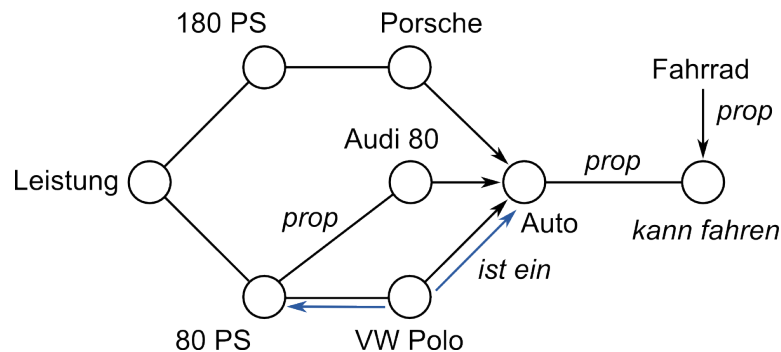 180 PS
Porsche
Fahrrad
prop
Audi 80
prop
Leistung
prop
Auto
kann fahren
ist ein
80 PS
VW Polo